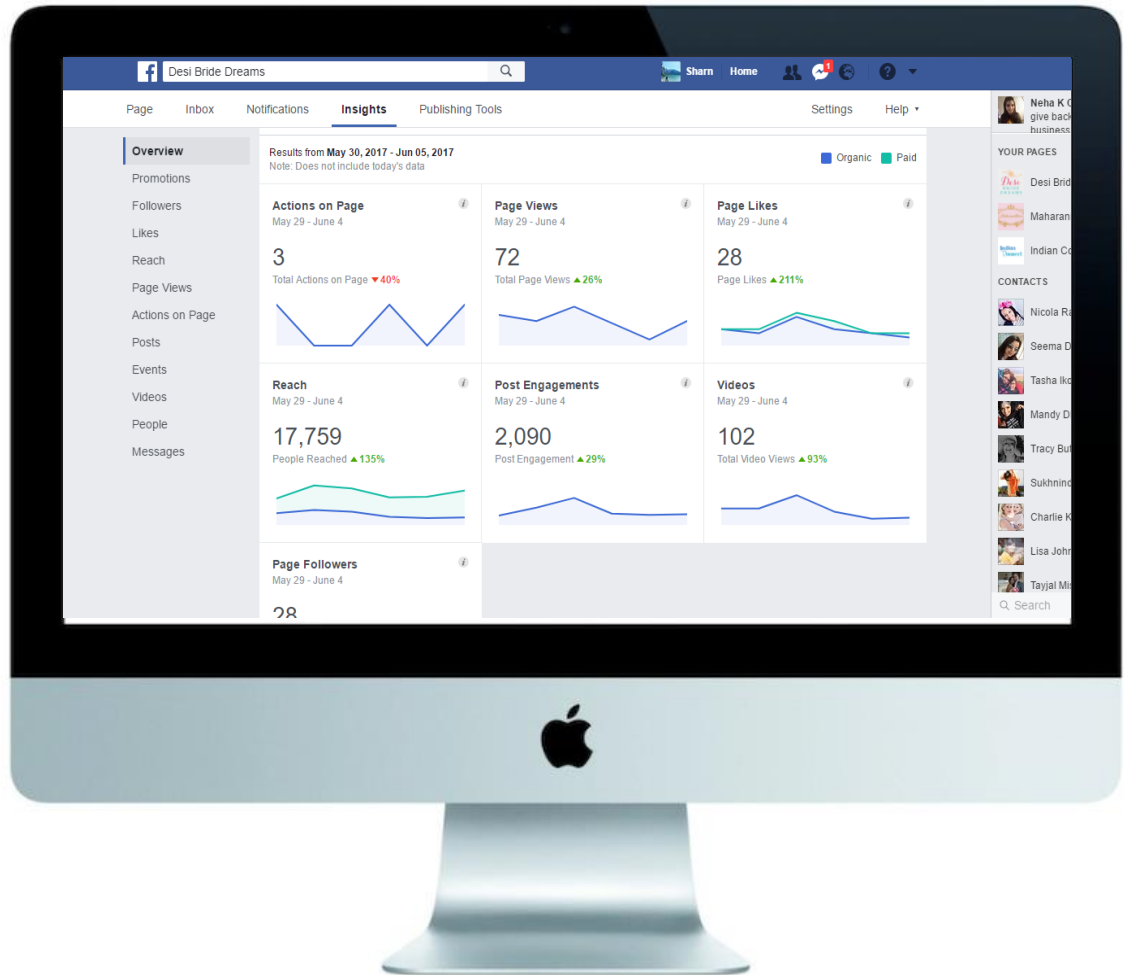 Desi Bride Dreams
Sharn
Home
1
?
Page
Inbox
Notifications
Insights
Publishing Tools
Settings
Help
Neha K
give back
business
Overview
Promotions
Followers
Likes
Reach
Page Views
Actions on Page
Posts
Events
Videos
People
Messages
Results from May 30, 2017 - Jun 05, 2017
Note: Does not include today's data
Organic
Paid
Actions on Page
May 29 - June 4
3
Total Actions on Page ▼40%
Page Views
May 29 - June 4
72
Total Page Views ▲26%
Page Likes
May 29 - June 4
28
Page Likes ▲211%
Reach
May 29 - June 4
17,759
People Reached ▲135%
Post Engagements
May 29 - June 4
2,090
Post Engagement ▲29%
Videos
May 29 - June 4
102
Total Video Views ▲93%
Page Followers
May 29 - June 4
28
YOUR PAGES
Desi Brid
Maharan
Indian Co
CONTACTS
Nicola Ra
Seema D
Tasha Iko
Mandy D
Tracy But
Sukhnind
Charlie K
Lisa John
Tayjal Mis
Search